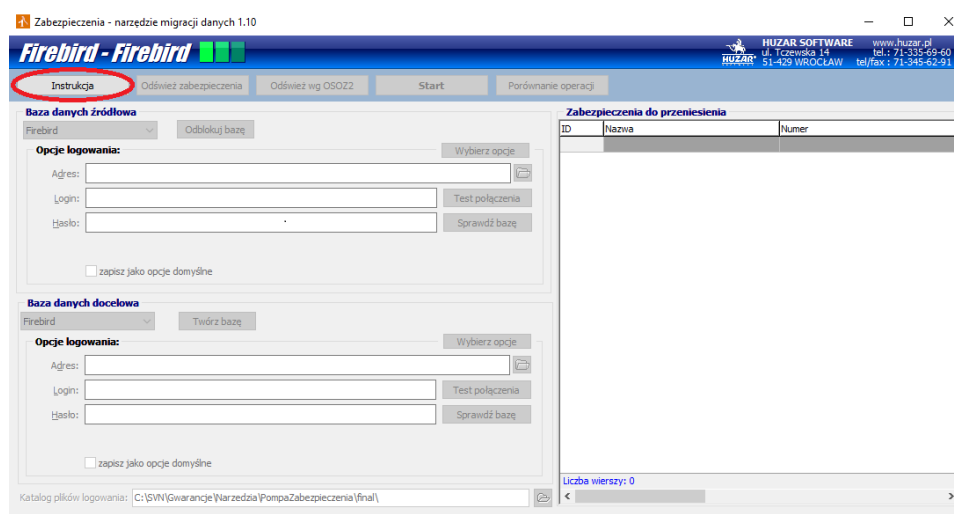 Zabezpieczenia - narzędzie migracji danych 1.10
Firebird - Firebird
HUZAR
HUZAR SOFTWARE www.huzar.pl
ul. Tczewska 14 tel.: 71-335-69-60
51-429 WROCŁAW tel/fax : 71-345-62-91
Instrukcja Odśwież zabezpieczenia Odśwież wg OSOZ2 Start Porównanie operacji
Baza danych źródłowa
Firebird Odblokuj bazę
Opcje logowania: Wybierz opcje
Adres:
Login: Test połączenia
Hasło: Sprawdź bazę
zapisz jako opcje domyślne
Baza danych docelowa
Firebird Twórz bazę
Opcje logowania: Wybierz opcje
Adres:
Login: Test połączenia
Hasło: Sprawdź bazę
zapisz jako opcje domyślne
Katalog plików logowania: C:\SVN\Gwarancje\Narzedzia\PompaZabezpieczenia\final\
Zabezpieczenia do przeniesienia
ID Nazwa Numer
Liczba wierszy: 0